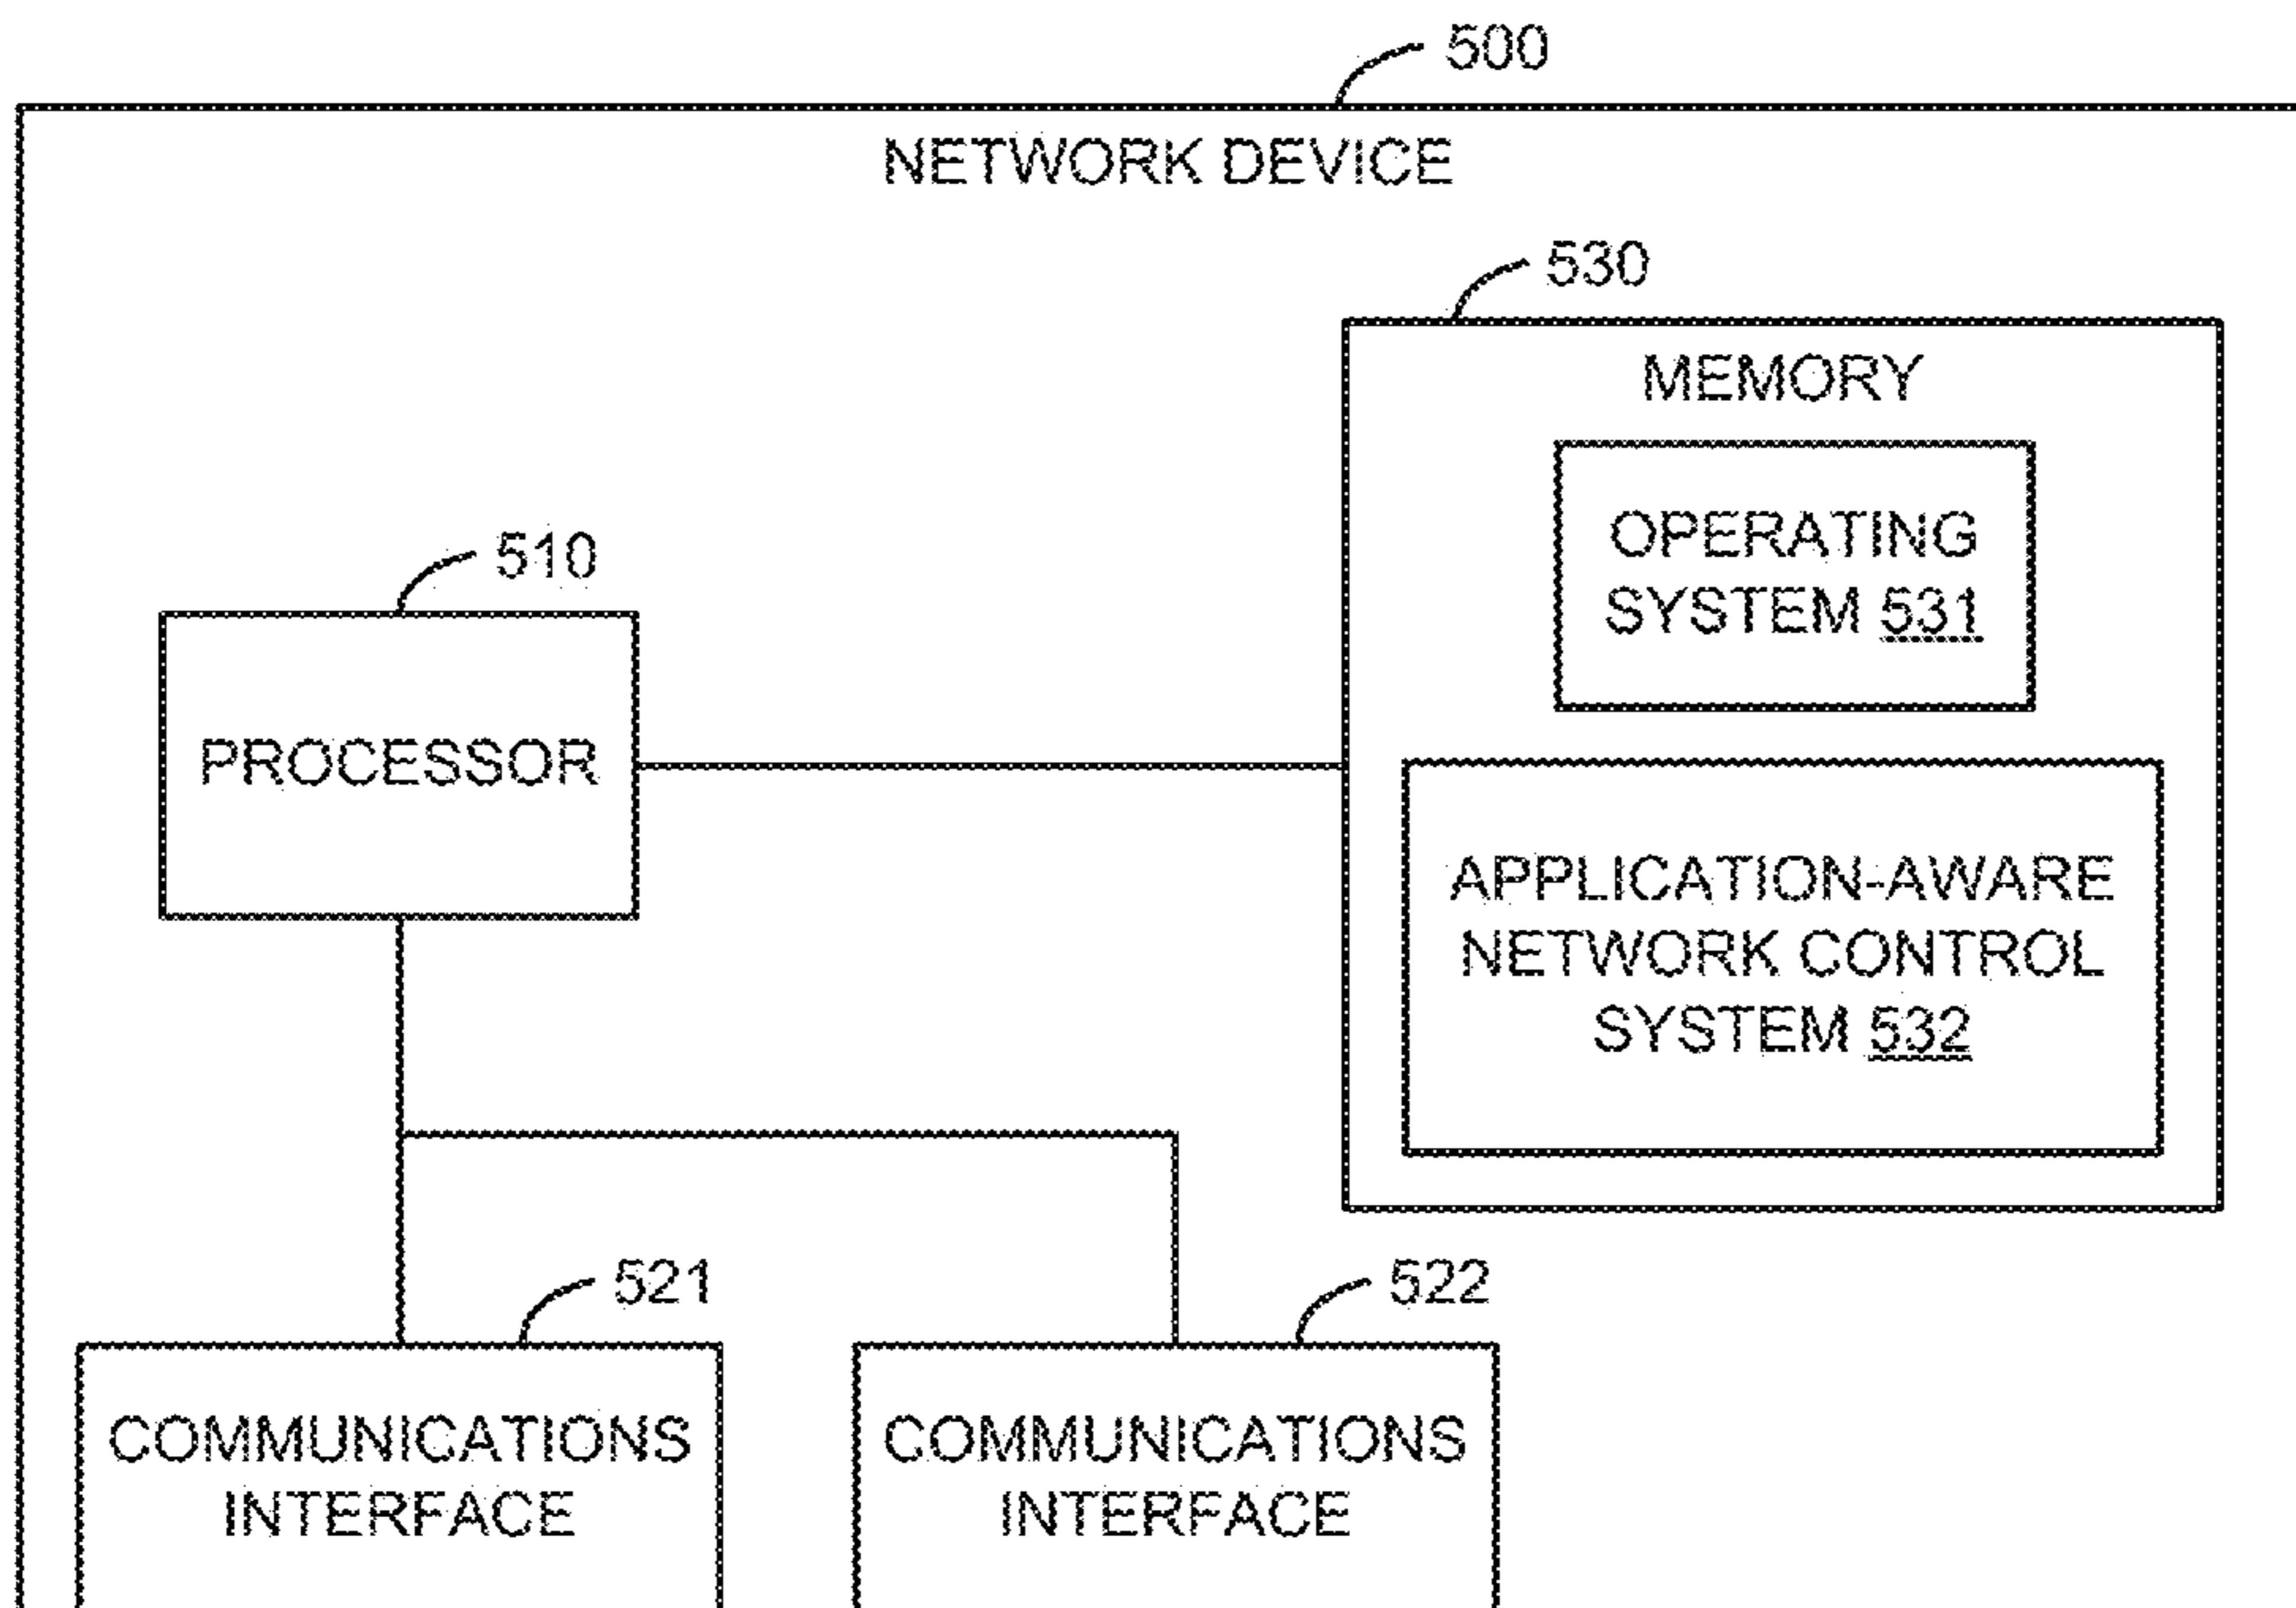 500
NETWORK DEVICE
530
MEMORY
OPERATING
SYSTEM 531
510
PROCESSOR
APPLICATION-AWARE
NETWORK CONTROL
SYSTEM 532
521
522
COMMUNICATIONS
INTERFACE
COMMUNICATIONS
INTERFACE